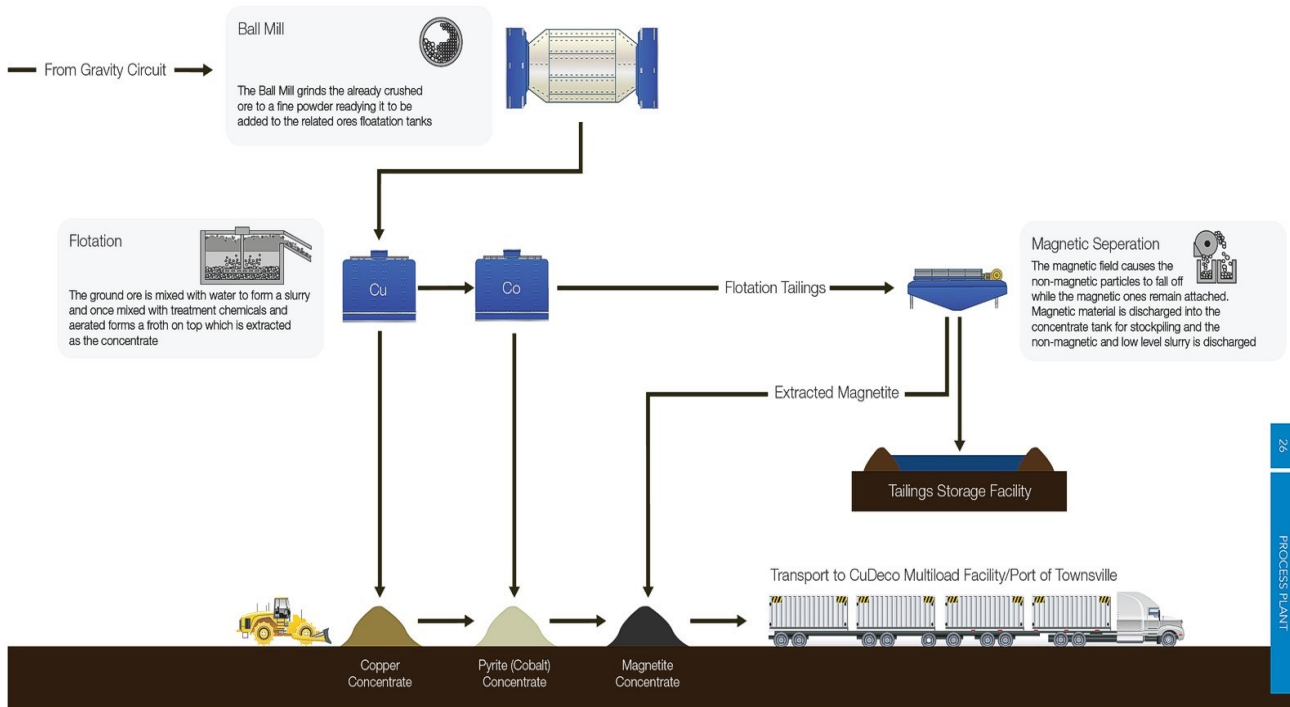 Ball Mill
From Gravity Circuit
The Ball Mill grinds the already crushed
ore to a fine powder readying it to be
added to the related ores floatation tanks
Flotation
The ground ore is mixed with water to form a slurry
and once mixed with treatment chemicals and
aerated forms a froth on top which is extracted
as the concentrate
Cu
Co
Flotation Tailings
Magnetic Seperation
The magnetic field causes the
non-magnetic particles to fall off
while the magnetic ones remain attached.
Magnetic material is discharged into the
concentrate tank for stockpiling and the
non-magnetic and low level slurry is discharged
Extracted Magnetite
Tailings Storage Facility
26
PROCESS PLANT
Transport to CuDeco Multiload Facility/Port of Townsville
Copper
Concentrate
Pyrite (Cobalt)
Concentrate
Magnetite
Concentrate